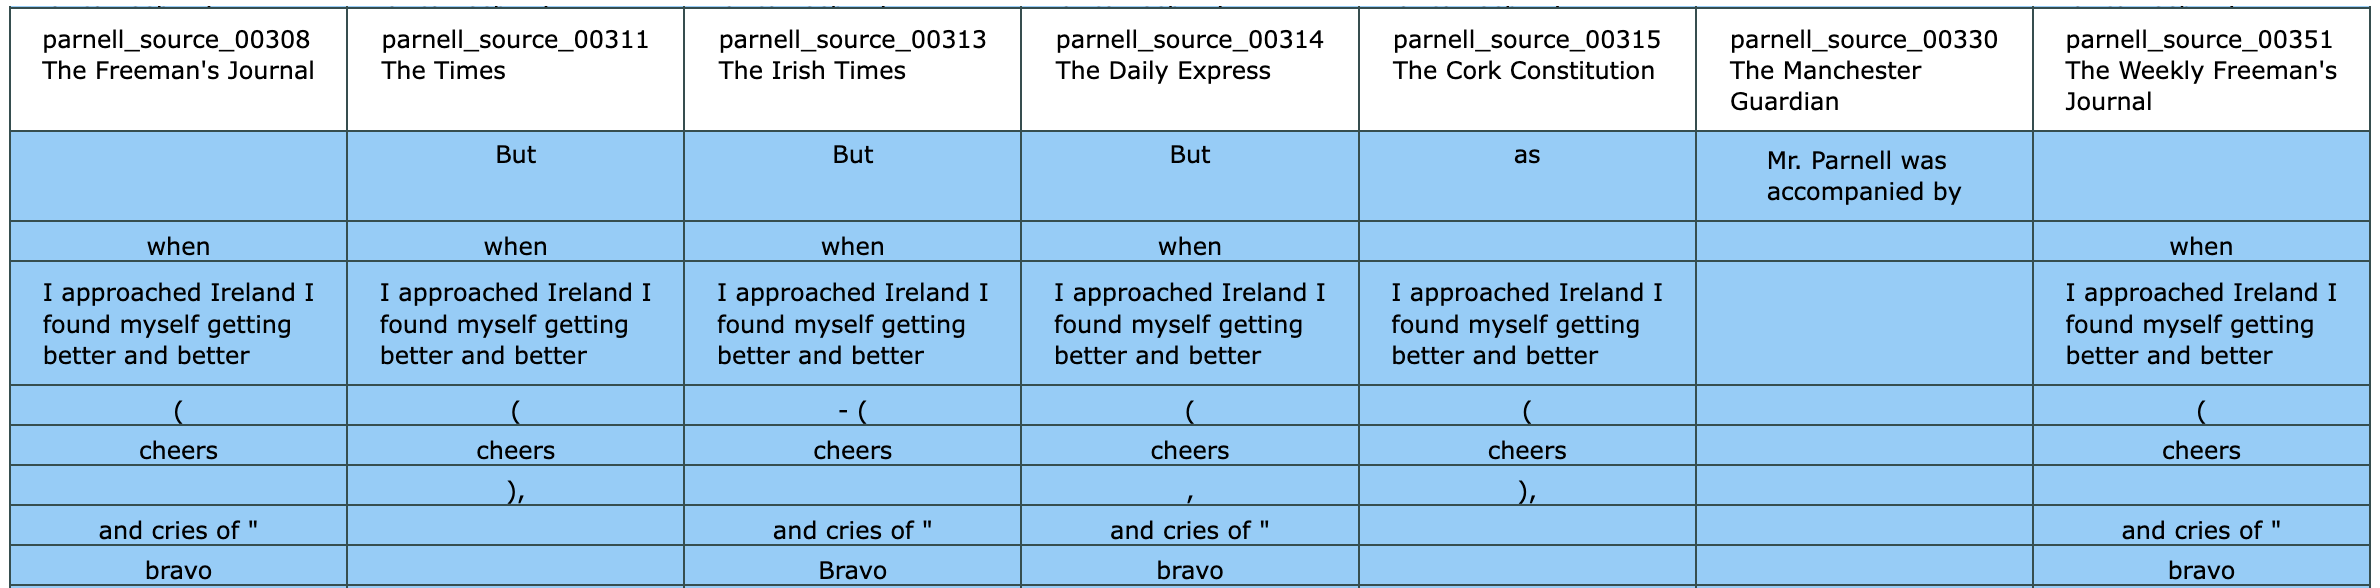 parnell_source_00308 parnell_source_00311 parnell_source_00313 parnell_source_00314 parnell_source_00315 parnell_source_00330 parnell_source_00351
The Freeman's Journal The Times The Irish Times The Daily Express The Cork Constitution The Manchester The Weekly Freeman's
Guardian Journal
But But But as Mr. Parnell was
accompanied by
when when when when when
I approached Ireland I I approached Ireland I I approached Ireland I I approached Ireland I I approached Ireland I I approached Ireland I
found myself getting found myself getting found myself getting found myself getting found myself getting found myself getting
better and better better and better better and better better and better better and better better and better
( ( - ( ( ( (
cheers cheers cheers cheers cheers cheers
), , ),
and cries of " and cries of " and cries of " and cries of "
bravo Bravo bravo bravo